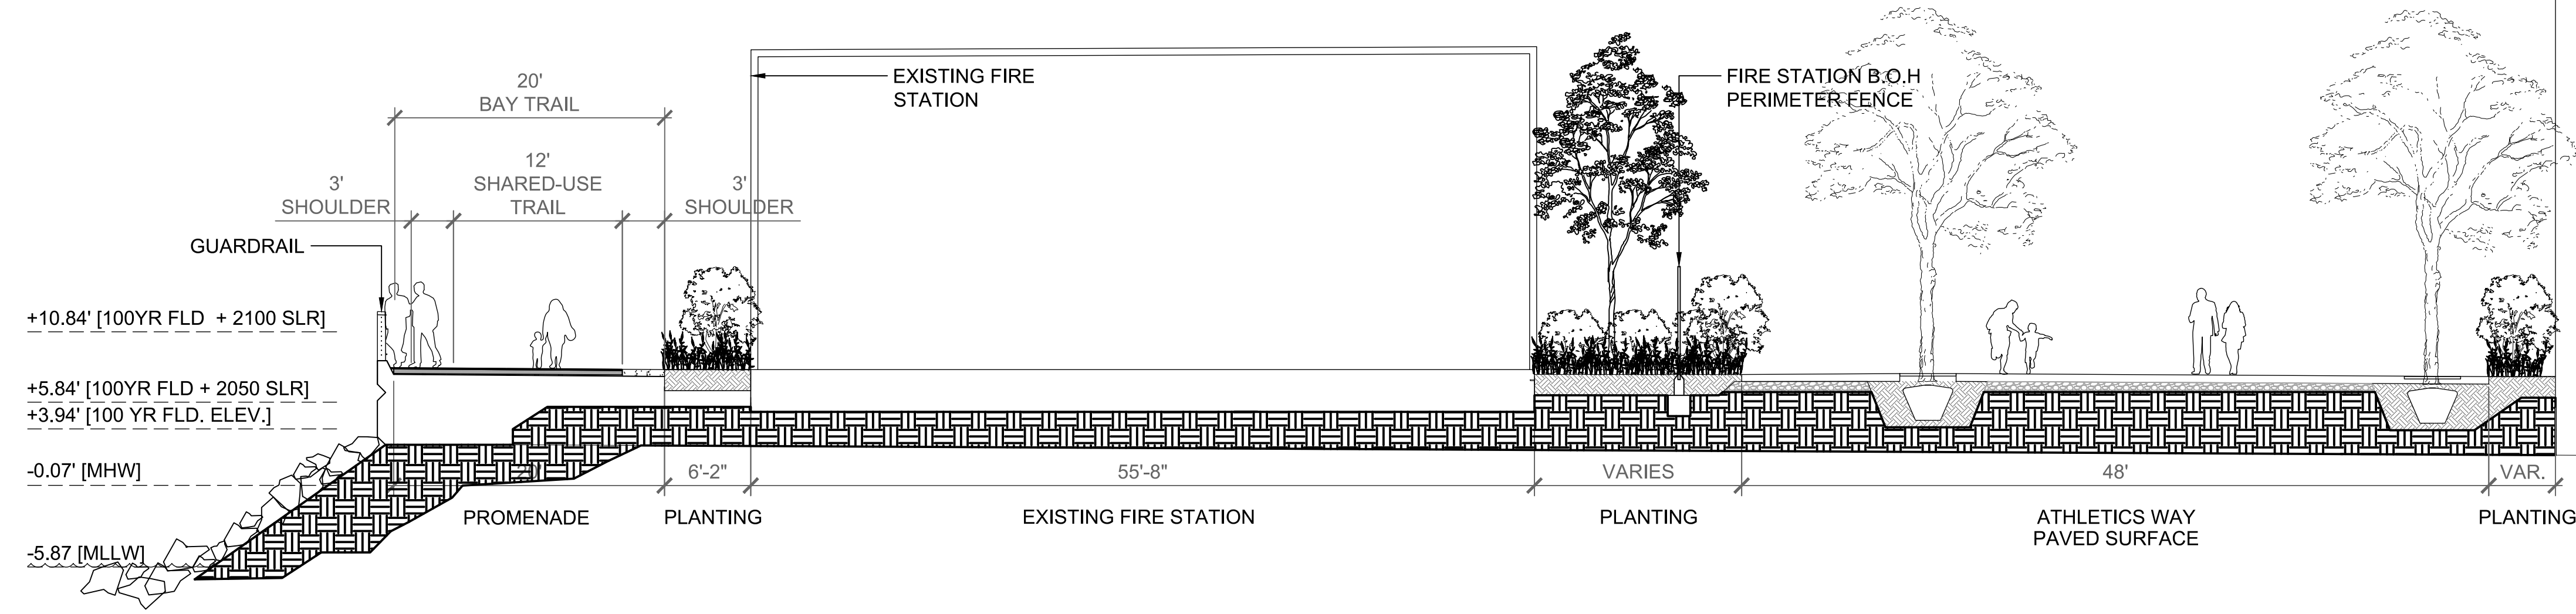 EXISTING FIRE
STATION
FIRE STATION B.O.H
PERIMETER FENCE
20'
BAY TRAIL
12'
SHARED-USE
TRAIL
3'
SHOULDER
3'
SHOULDER
GUARDRAIL
+10.84' [100YR FLD + 2100 SLR]
+5.84' [100YR FLD + 2050 SLR]
+3.94' [100 YR FLD. ELEV.]
-0.07' [MHW]
-5.87 [MLLW]
20'
6'-2"
55'-8"
VARIES
48'
VAR.
PROMENADE
PLANTING
EXISTING FIRE STATION
PLANTING
ATHLETICS WAY
PAVED SURFACE
PLANTING